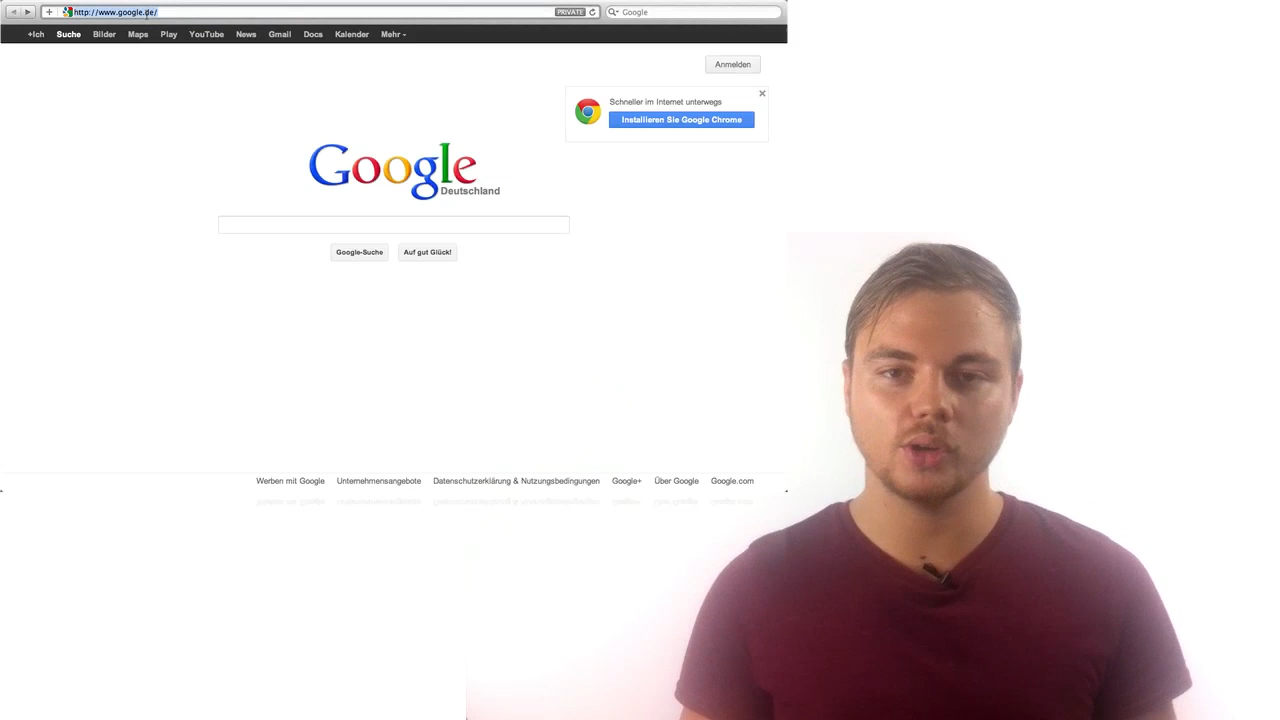 http://www.google.de/ PRIVATE Google
+Ich Suche Bilder Maps Play YouTube News Gmail Docs Kalender Mehr
Anmelden
Schneller im Internet unterwegs
Installieren Sie Google Chrome
Google
Deutschland
Google-Suche Auf gut Glück!
Werben mit Google Unternehmensangebote Datenschutzerklärung & Nutzungsbedingungen Google+ Über Google Google.com